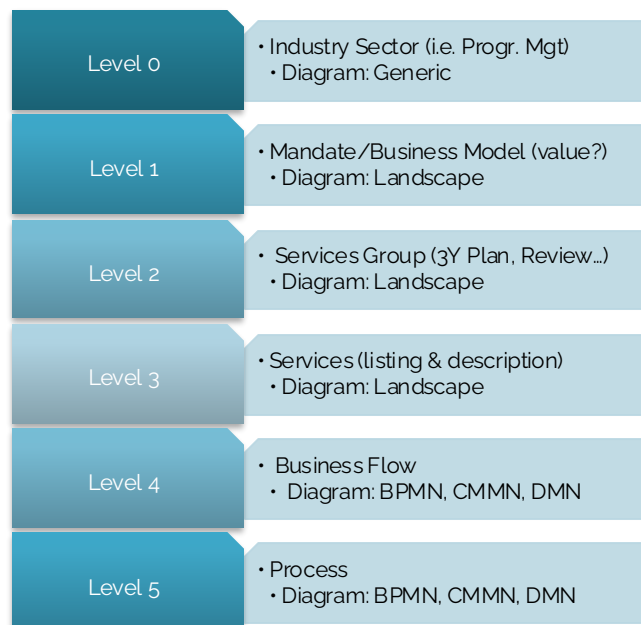 Level 0
• Industry Sector (i.e. Progr. Mgt)
• Diagram: Generic
Level 1
• Mandate/Business Model (value?)
• Diagram: Landscape
Level 2
• Services Group (3Y Plan, Review...)
• Diagram: Landscape
Level 3
• Services (listing & description)
• Diagram: Landscape
Level 4
• Business Flow
• Diagram: BPMN, CMMN, DMN
Level 5
• Process
• Diagram: BPMN, CMMN, DMN